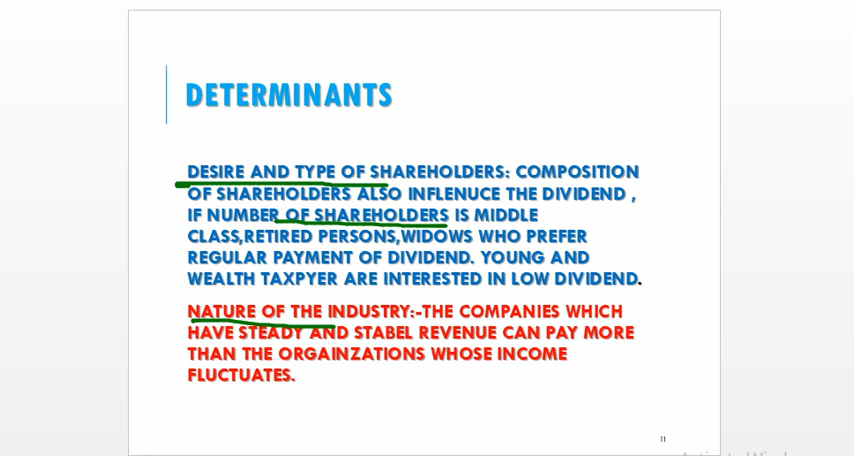 DETERMINANTS
DESIRE AND TYPE OF SHAREHOLDERS: COMPOSITION
OF SHAREHOLDERS ALSO INFLENUCE THE DIVIDEND ,
IF NUMBER OF SHAREHOLDERS IS MIDDLE
CLASS,RETIRED PERSONS,WIDOWS WHO PREFER
REGULAR PAYMENT OF DIVIDEND. YOUNG AND
WEALTH TAXPYER ARE INTERESTED IN LOW DIVIDEND.
NATURE OF THE INDUSTRY:-THE COMPANIES WHICH
HAVE STEADY AND STABEL REVENUE CAN PAY MORE
THAN THE ORGAINZATIONS WHOSE INCOME
FLUCTUATES.
11